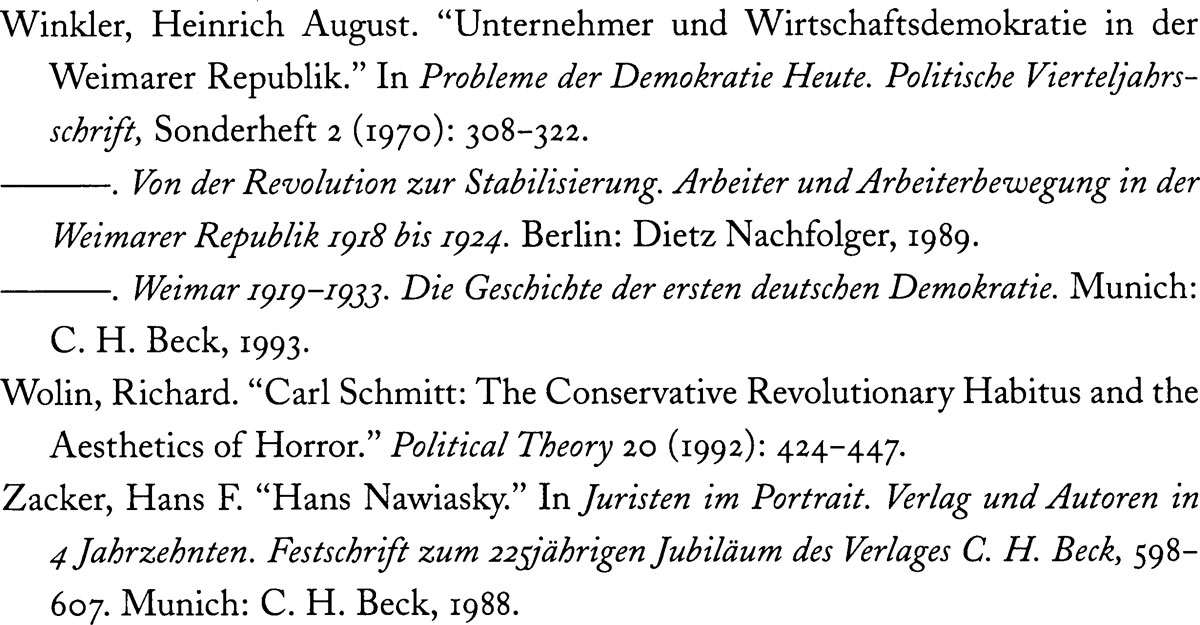 Winkler, Heinrich August. “Unternehmer und Wirtschaftsdemokratie in der
Weimarer Republik.” In Probleme der Demokratie Heute. Politische Vierteljahrs-
schrift, Sonderheft 2 (1970): 308–322.
———. Von der Revolution zur Stabilisierung. Arbeiter und Arbeiterbewegung in der
Weimarer Republik 1918 bis 1924. Berlin: Dietz Nachfolger, 1989.
———. Weimar 1919–1933. Die Geschichte der ersten deutschen Demokratie. Munich:
C. H. Beck, 1993.
Wolin, Richard. “Carl Schmitt: The Conservative Revolutionary Habitus and the
Aesthetics of Horror.” Political Theory 20 (1992): 424–447.
Zacker, Hans F. “Hans Nawiasky.” In Juristen im Portrait. Verlag und Autoren in
4 Jahrzehnten. Festschrift zum 225jährigen Jubiläum des Verlages C. H. Beck, 598–
607. Munich: C. H. Beck, 1988.